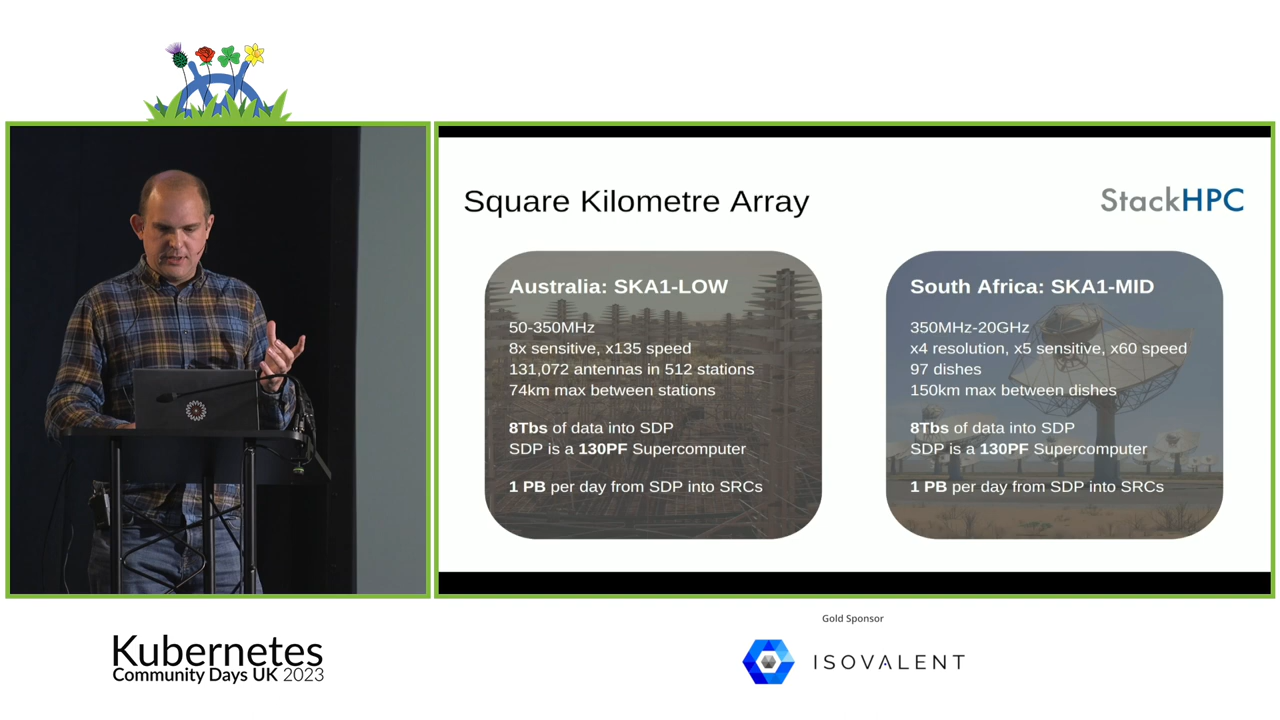 Square Kilometre Array
StackHPC
Australia: SKA1-LOW
50-350MHz
8x sensitive, x135 speed
131,072 antennas in 512 stations
74km max between stations
8Tbs of data into SDP
SDP is a 130PF Supercomputer
1 PB per day from SDP into SRCs
South Africa: SKA1-MID
350MHz-20GHz
x4 resolution, x5 sensitive, x60 speed
97 dishes
150km max between dishes
8Tbs of data into SDP
SDP is a 130PF Supercomputer
1 PB per day from SDP into SRCs
Kubernetes
Community Days UK 2023
Gold Sponsor
ISOVALENT